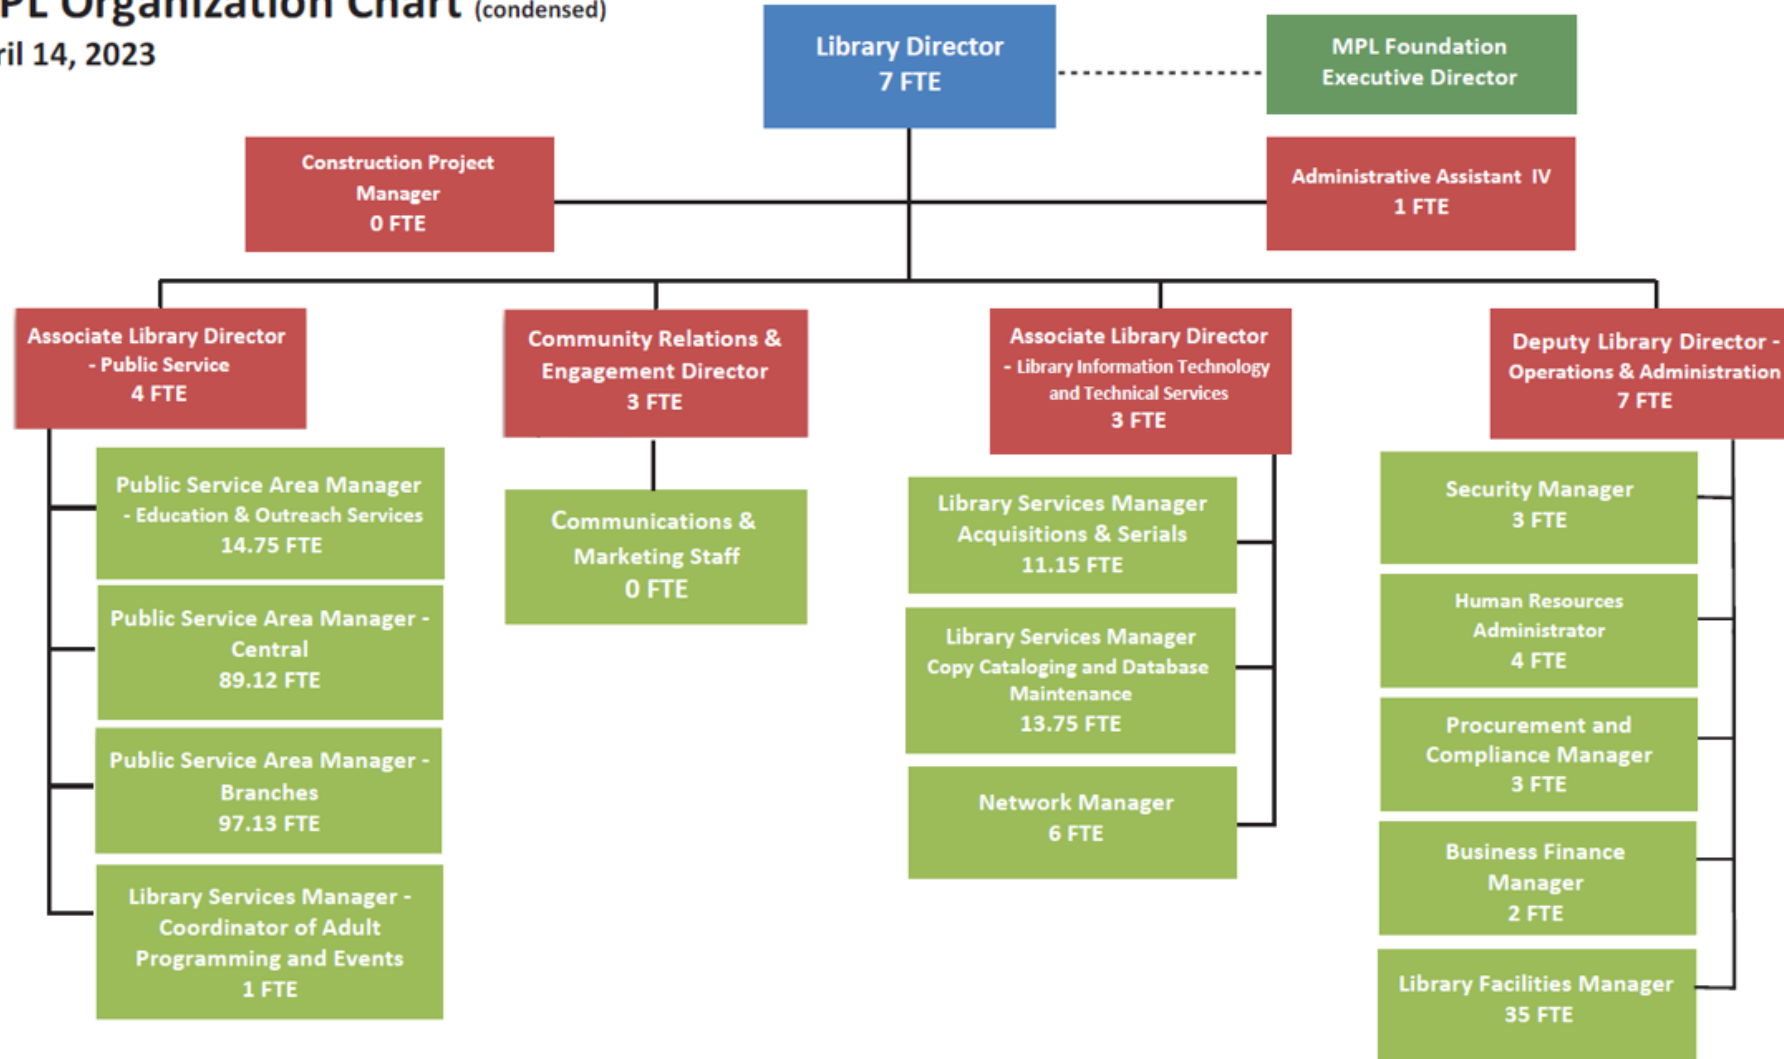 PL Organization Chart (condensed)
ril 14, 2023
Library Director
7 FTE
MPL Foundation
Executive Director
Construction Project
Manager
0 FTE
Administrative Assistant IV
1 FTE
Associate Library Director
- Public Service
4 FTE
Community Relations &
Engagement Director
3 FTE
Associate Library Director
- Library Information Technology
and Technical Services
3 FTE
Deputy Library Director -
Operations & Administration
7 FTE
Public Service Area Manager
- Education & Outreach Services
14.75 FTE
Public Service Area Manager -
Central
89.12 FTE
Public Service Area Manager -
Branches
97.13 FTE
Library Services Manager -
Coordinator of Adult
Programming and Events
1 FTE
Communications &
Marketing Staff
0 FTE
Library Services Manager
Acquisitions & Serials
11.15 FTE
Library Services Manager
Copy Cataloging and Database
Maintenance
13.75 FTE
Network Manager
6 FTE
Security Manager
3 FTE
Human Resources
Administrator
4 FTE
Procurement and
Compliance Manager
3 FTE
Business Finance
Manager
2 FTE
Library Facilities Manager
35 FTE